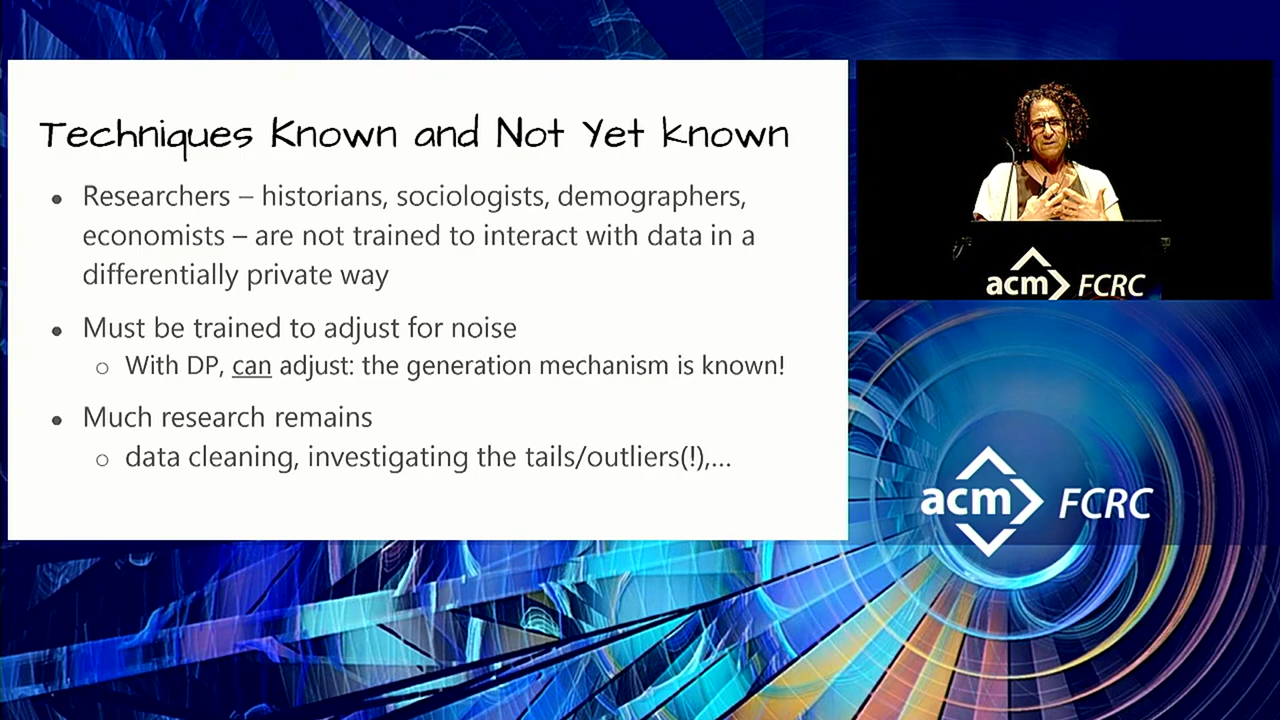 Techniques Known and Not Yet known
• Researchers – historians, sociologists, demographers,
economists – are not trained to interact with data in a
differentially private way
• Must be trained to adjust for noise
○ With DP, can adjust: the generation mechanism is known!
• Much research remains
○ data cleaning, investigating the tails/outliers(!),...
acm FCRC
acm FCRC